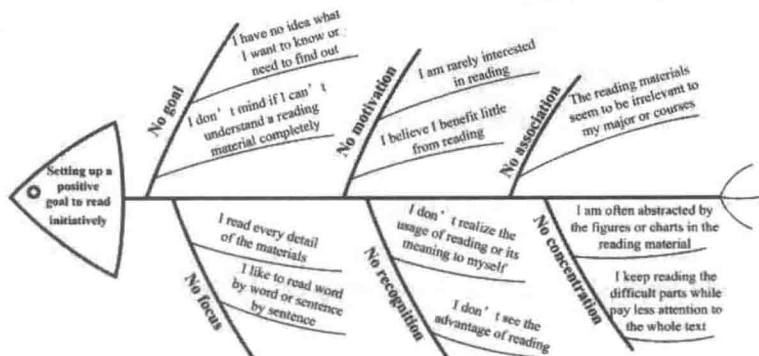 Setting up a
positive
goal to read
initiatively
No goal
I have no idea what
I want to know or
need to find out
I don't mind if I can't
understand a reading
material completely
No motivation
I am rarely interested
in reading
I believe I benefit little
from reading
No association
The reading materials
seem to be irrelevant to
my major or courses
No focus
I read every detail
of the materials
I like to read word
by word or sentence
by sentence
No recognition
I don't realize the
usage of reading or its
meaning to myself
I don't see the
advantage of reading
No concentration
I am often abstracted by
the figures or charts in the
reading material
I keep reading the
difficult parts while
pay less attention to
the whole text